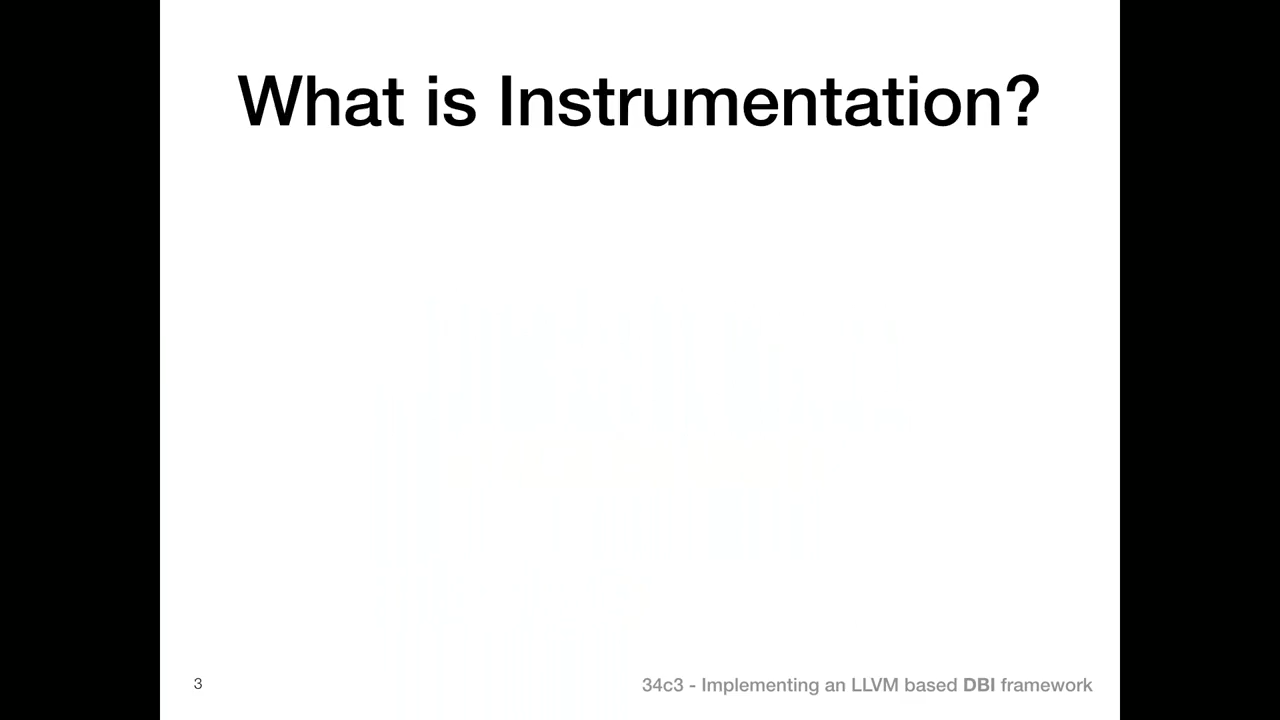 What is Instrumentation?
3
34c3 - Implementing an LLVM based DBI framework